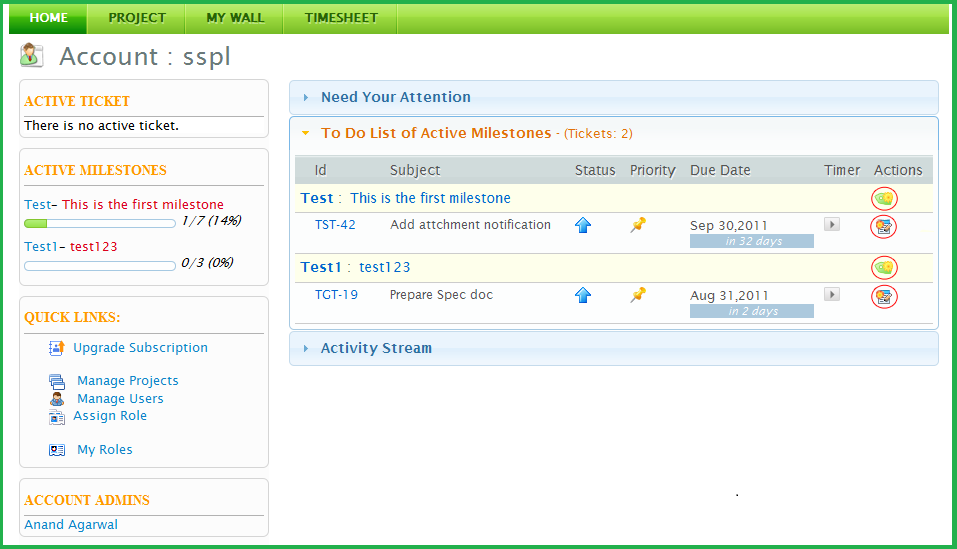 HOME PROJECT MY WALL TIMESHEET
Account : sspl
ACTIVE TICKET
There is no active ticket.
ACTIVE MILESTONES
Test– This is the first milestone
1/7 (14%)
Test1– test123
0/3 (0%)
QUICK LINKS:
Upgrade Subscription
Manage Projects
Manage Users
Assign Role
My Roles
ACCOUNT ADMINS
Anand Agarwal
Need Your Attention
To Do List of Active Milestones - (Tickets: 2)
Id Subject Status Priority Due Date Timer Actions
Test : This is the first milestone
TST-42 Add attchment notification Sep 30,2011
in 32 days
Test1 : test123
TGT-19 Prepare Spec doc Aug 31,2011
in 2 days
Activity Stream
.